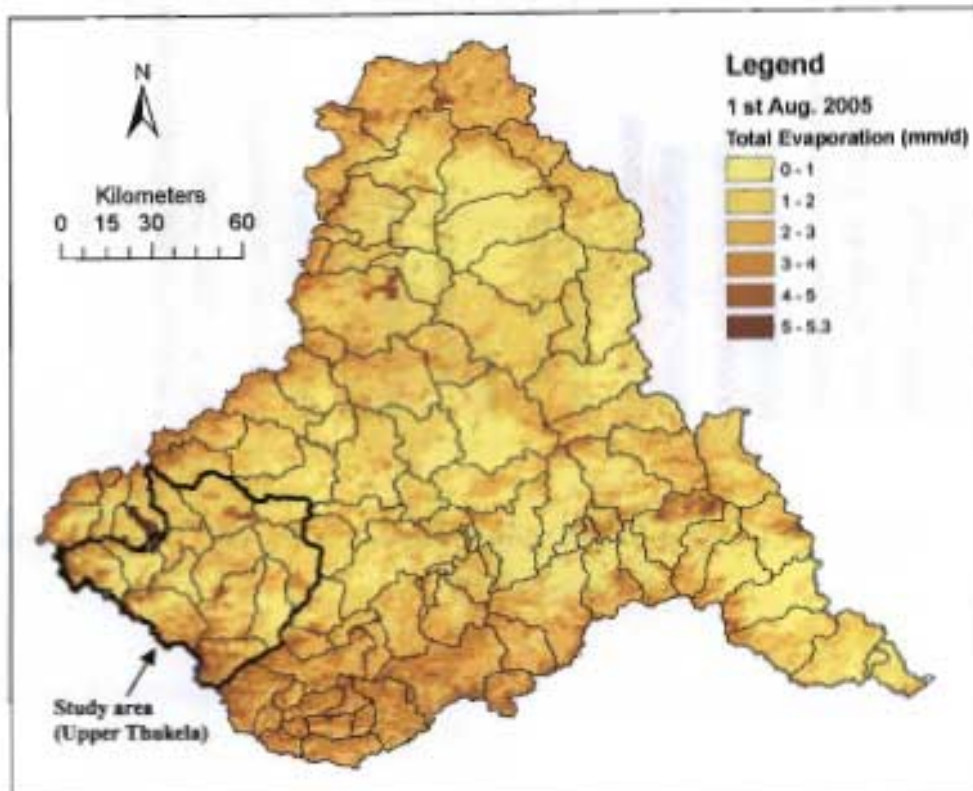 N
Kilometers
0 15 30 60
Legend
1 st Aug. 2005
Total Evaporation (mm/d)
0 - 1
1 - 2
2 - 3
3 - 4
4 - 5
5 - 5.3
Study area
(Upper Thukela)